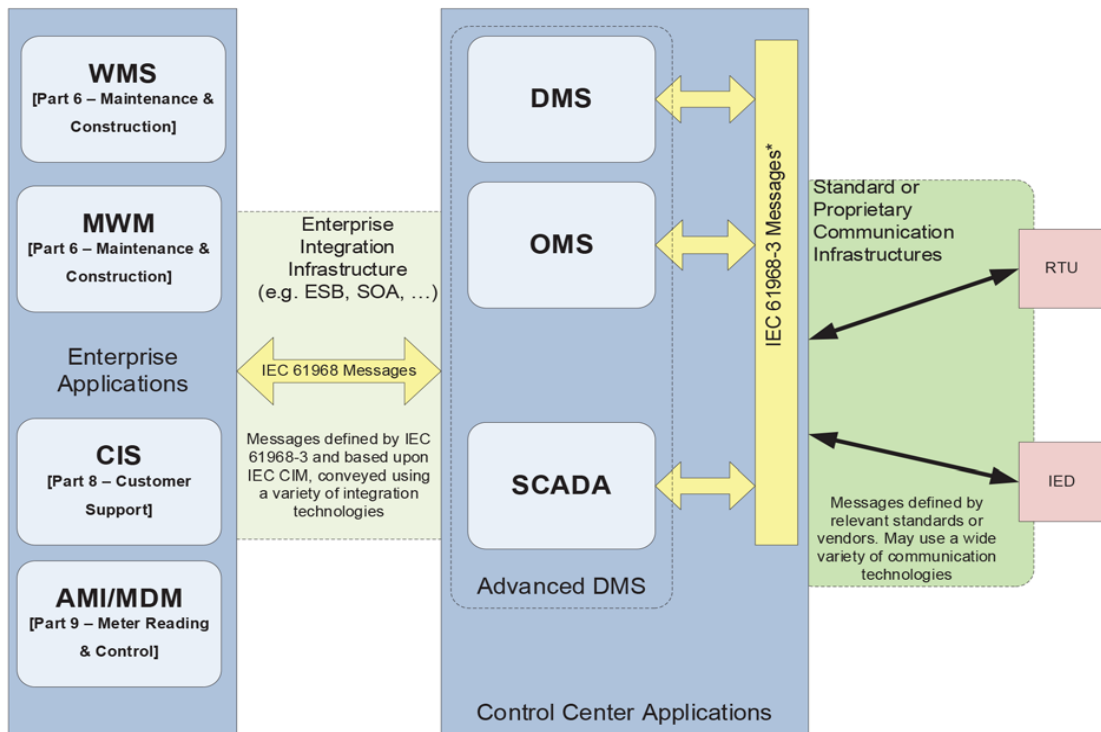 WMS
[Part 6 – Maintenance &
Construction]
MWM
[Part 6 – Maintenance &
Construction]
Enterprise
Applications
CIS
[Part 8 – Customer
Support]
AMI/MDM
[Part 9 – Meter Reading
& Control]
Enterprise
Integration
Infrastructure
(e.g. ESB, SOA, …)
IEC 61968 Messages
Messages defined by IEC
61968-3 and based upon
IEC CIM, conveyed using
a variety of integration
technologies
DMS
OMS
SCADA
Advanced DMS
Control Center Applications
IEC 61968-3 Messages*
Standard or
Proprietary
Communication
Infrastructures
Messages defined by
relevant standards or
vendors. May use a wide
variety of communication
technologies
RTU
IED